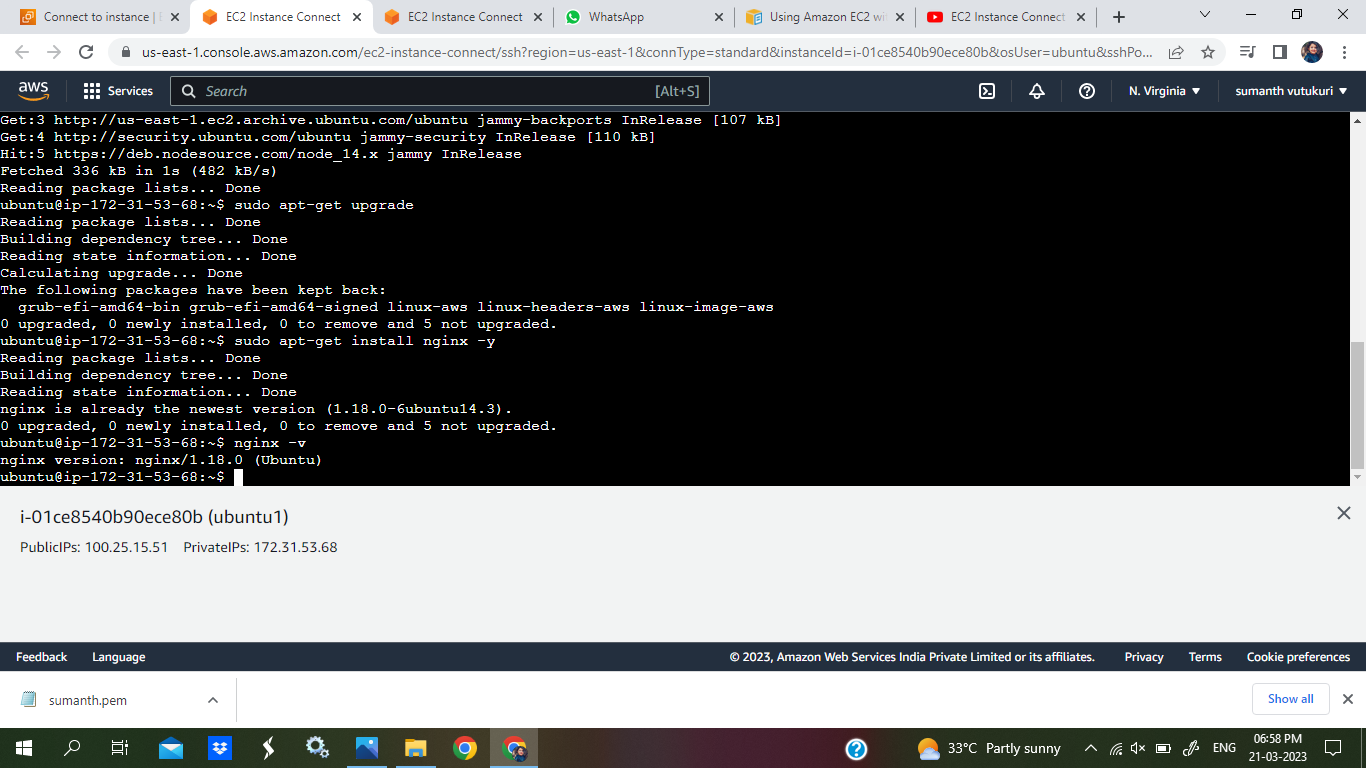 Connect to instance | E
EC2 Instance Connect
EC2 Instance Connect
WhatsApp
Using Amazon EC2 wi
EC2 Instance Connect
us-east-1.console.aws.amazon.com/ec2-instance-connect/ssh?region=us-east-1&connType=standard&instanceId=i-01ce8540b90ece80b&osUser=ubuntu&sshPo...
aws
Services
Search
[Alt+S]
N. Virginia
sumanth vutukuri
Get:3 http://us-east-1.ec2.archive.ubuntu.com/ubuntu jammy-backports InRelease [107 kB]
Get:4 http://security.ubuntu.com/ubuntu jammy-security InRelease [110 kB]
Hit:5 https://deb.nodesource.com/node_14.x jammy InRelease
Fetched 336 kB in 1s (482 kB/s)
Reading package lists... Done
ubuntu@ip-172-31-53-68:~$ sudo apt-get upgrade
Reading package lists... Done
Building dependency tree... Done
Reading state information... Done
Calculating upgrade... Done
The following packages have been kept back:
  grub-efi-amd64-bin grub-efi-amd64-signed linux-aws linux-headers-aws linux-image-aws
0 upgraded, 0 newly installed, 0 to remove and 5 not upgraded.
ubuntu@ip-172-31-53-68:~$ sudo apt-get install nginx -y
Reading package lists... Done
Building dependency tree... Done
Reading state information... Done
nginx is already the newest version (1.18.0-6ubuntu14.3).
0 upgraded, 0 newly installed, 0 to remove and 5 not upgraded.
ubuntu@ip-172-31-53-68:~$ nginx -v
nginx version: nginx/1.18.0 (Ubuntu)
ubuntu@ip-172-31-53-68:~$
i-01ce8540b90ece80b (ubuntu1)
PublicIPs: 100.25.15.51 PrivateIPs: 172.31.53.68
Feedback
Language
© 2023, Amazon Web Services India Private Limited or its affiliates.
Privacy
Terms
Cookie preferences
sumanth.pem
Show all
33°C Partly sunny
ENG
06:58 PM
21-03-2023